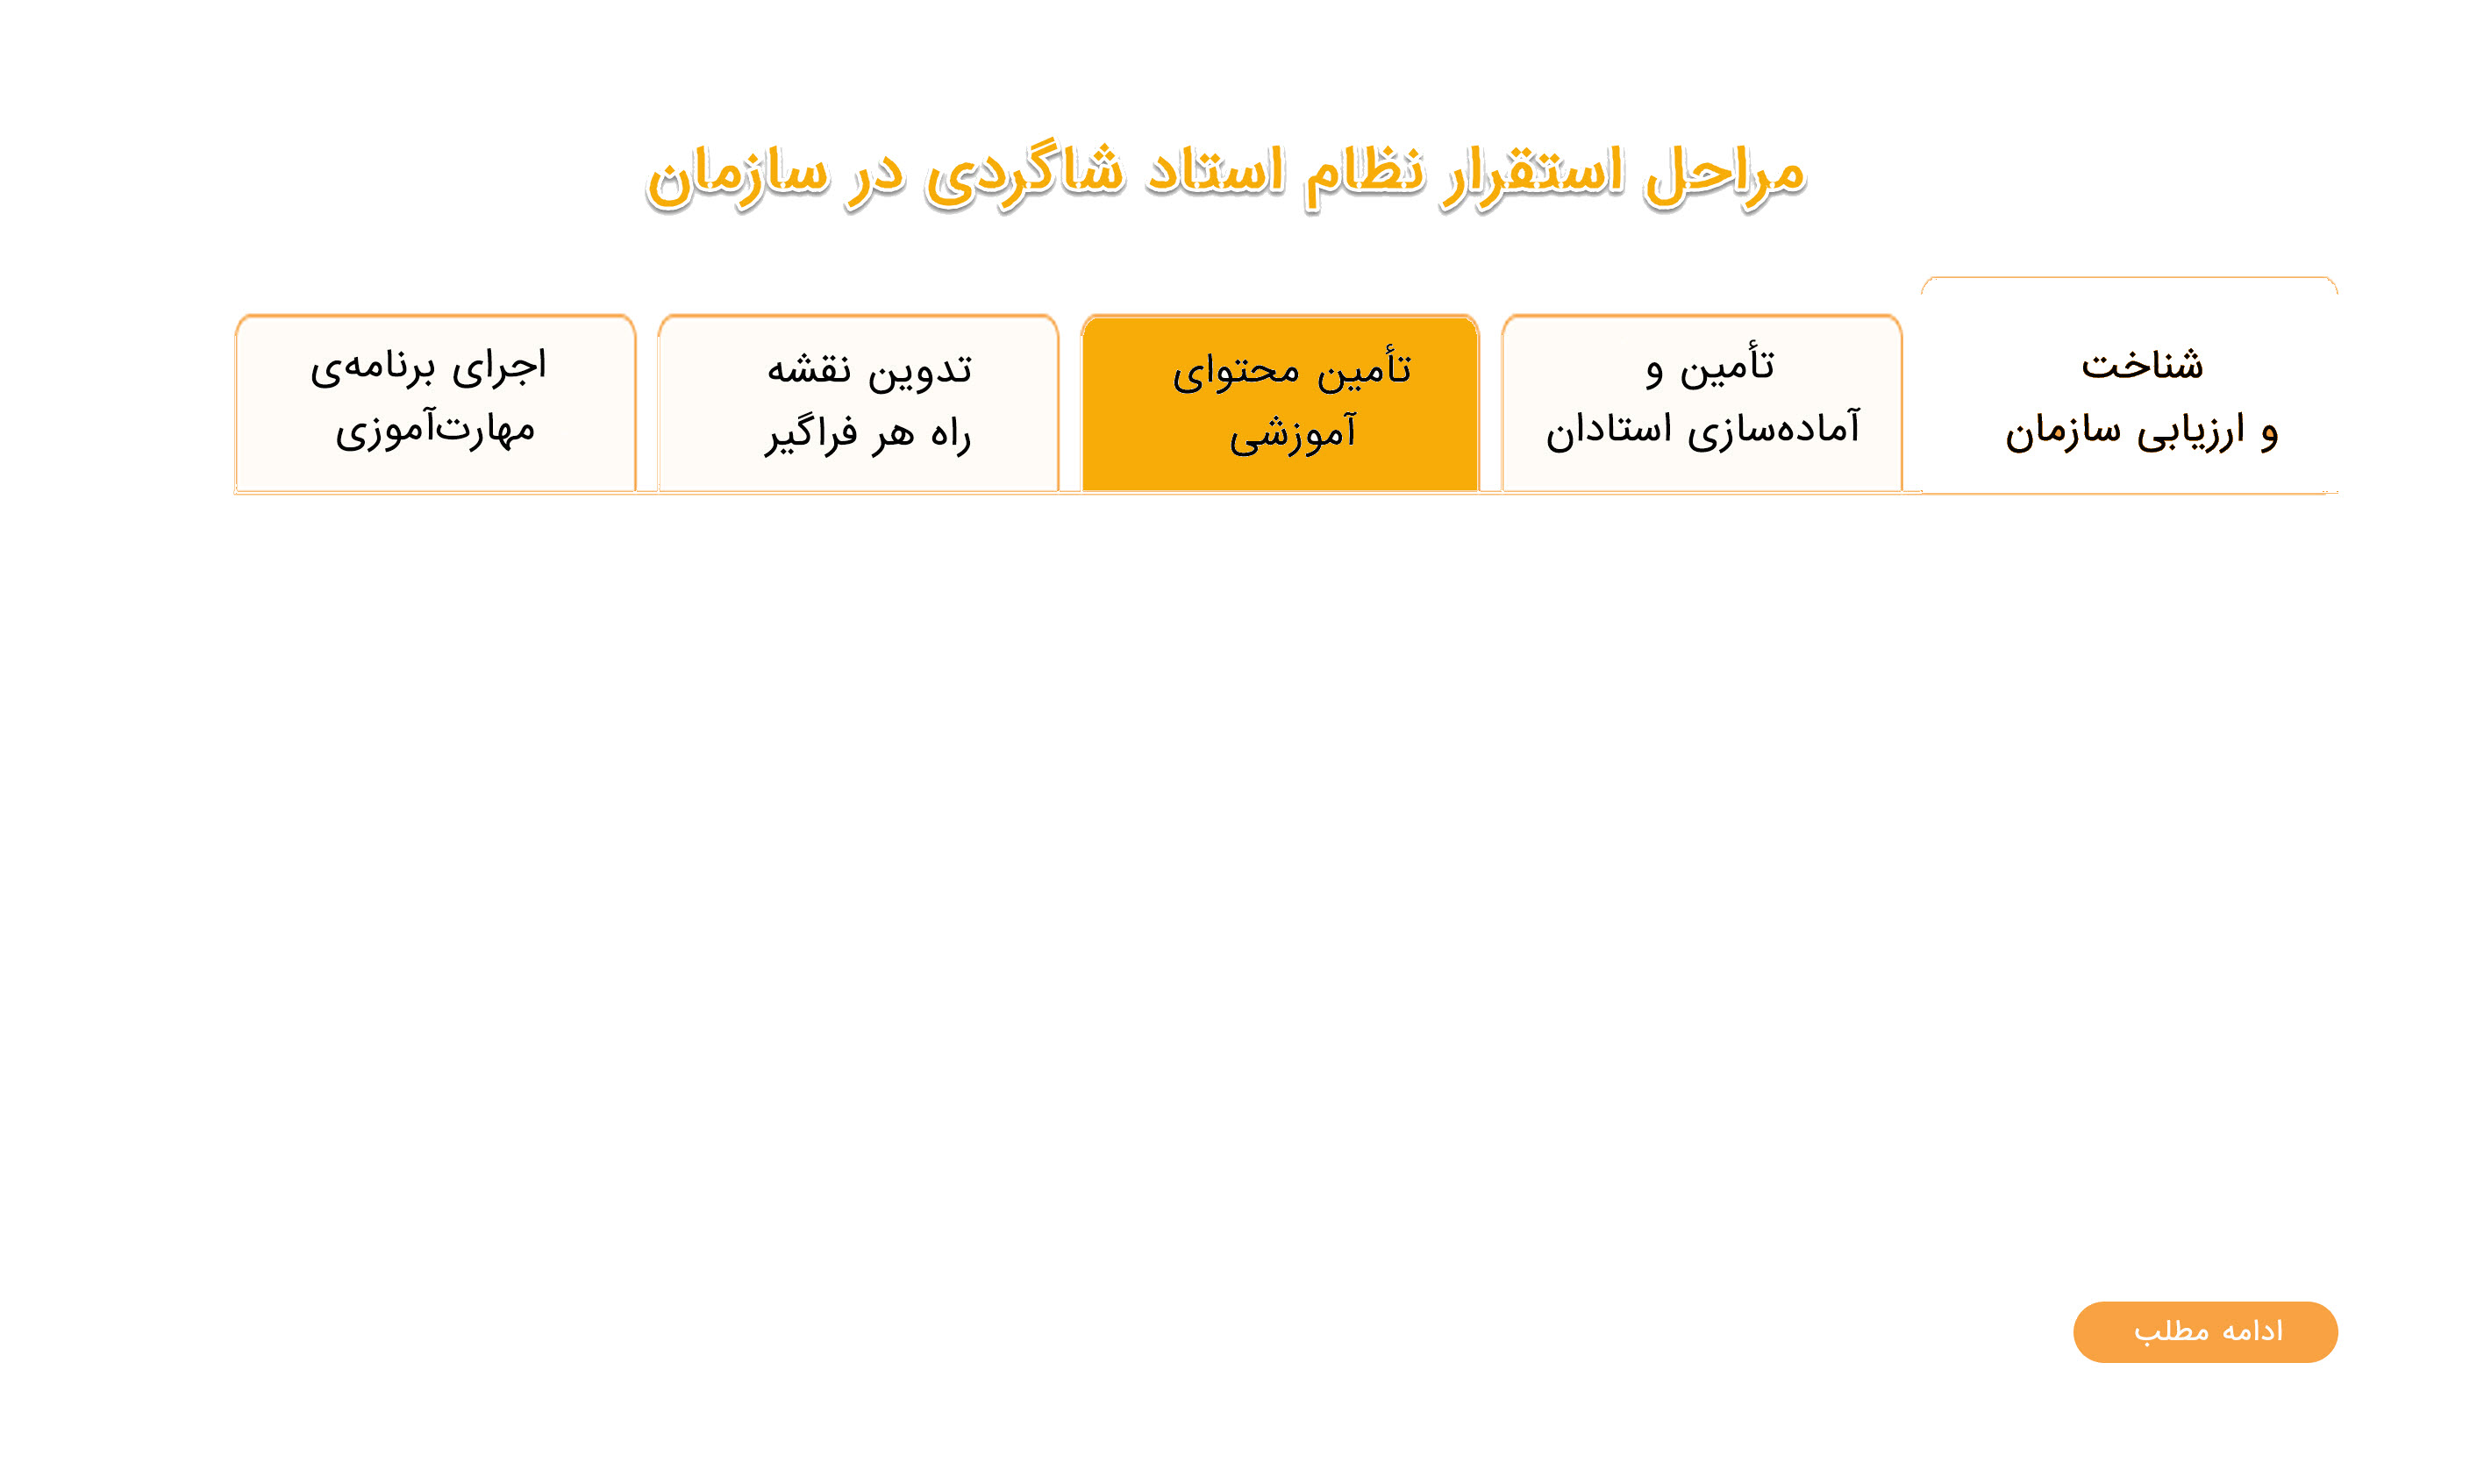 مراحل استقرار نظام استاد شاگردی در سازمان
شناخت
و ارزیابی سازمان
تأمین و
آماده‌سازی استادان
تأمین محتوای
آموزشی
تدوین نقشه
راه هر فراگیر
اجرای برنامه‌ی
مهارت‌آموزی
ادامه مطلب